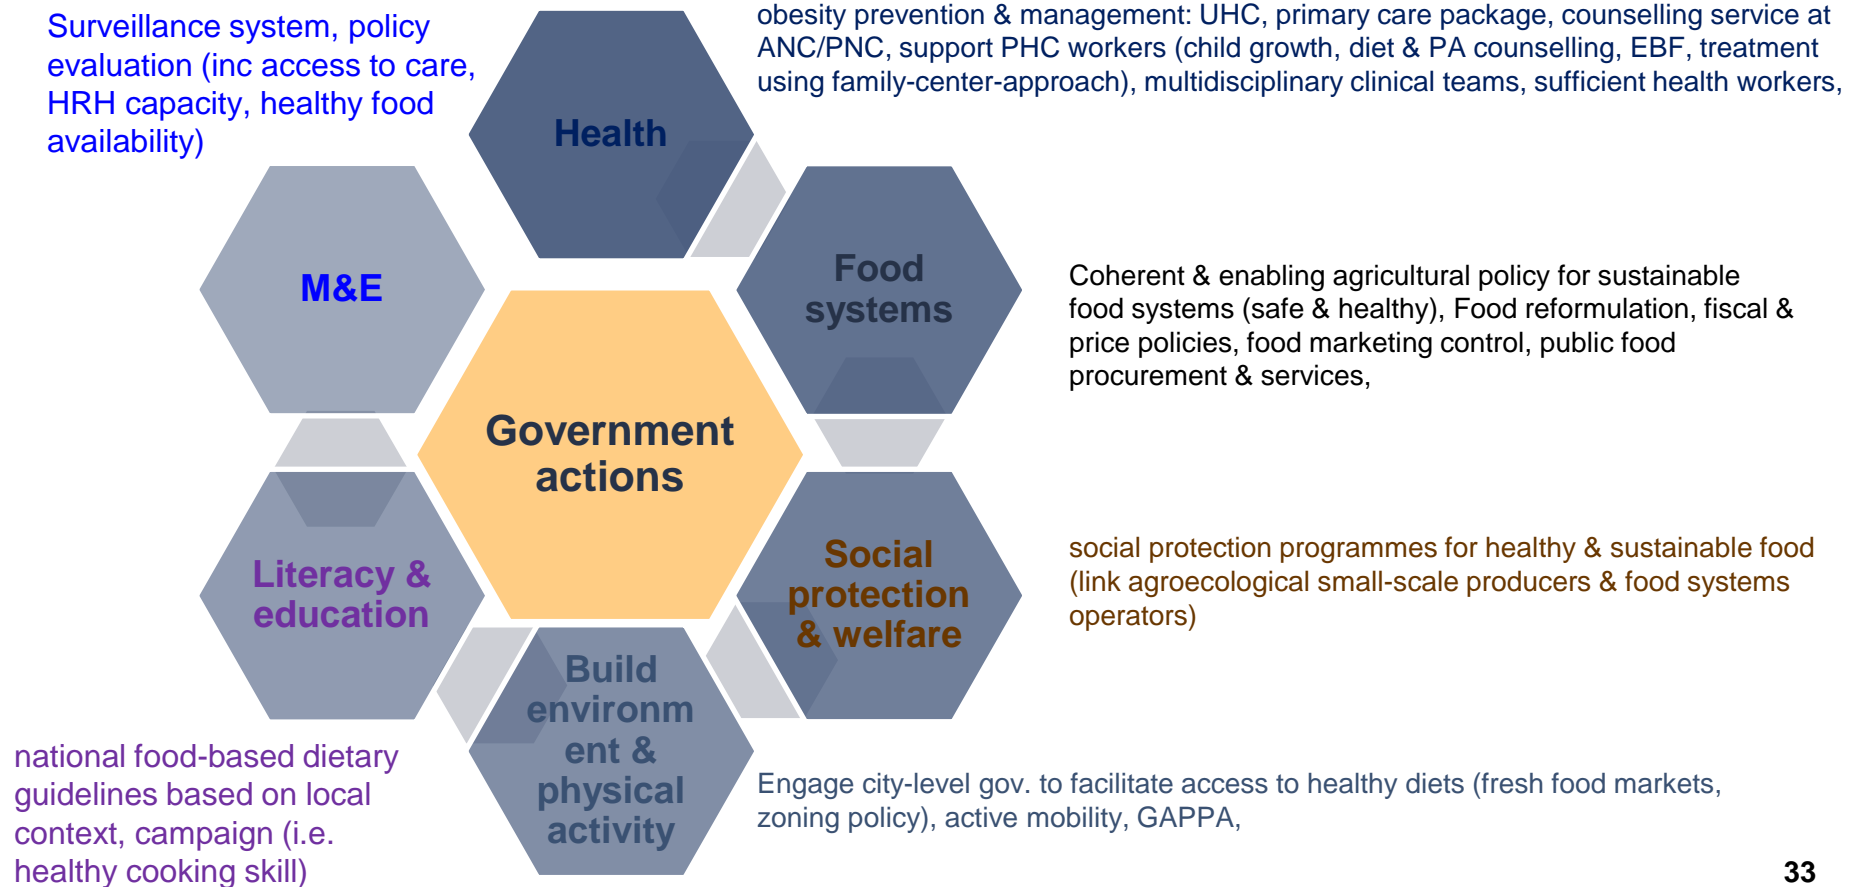 Surveillance system, policy
evaluation (inc access to care,
HRH capacity, healthy food
availability)
obesity prevention & management: UHC, primary care package, counselling service at
ANC/PNC, support PHC workers (child growth, diet & PA counselling, EBF, treatment
using family-center-approach), multidisciplinary clinical teams, sufficient health workers,
Health
M&E
Food
systems
Coherent & enabling agricultural policy for sustainable
food systems (safe & healthy), Food reformulation, fiscal &
price policies, food marketing control, public food
procurement & services,
Government
actions
Literacy &
education
Social
protection
& welfare
social protection programmes for healthy & sustainable food
(link agroecological small-scale producers & food systems
operators)
Build
environm
ent &
physical
activity
national food-based dietary
guidelines based on local
context, campaign (i.e.
healthy cooking skill)
Engage city-level gov. to facilitate access to healthy diets (fresh food markets,
zoning policy), active mobility, GAPPA,
33